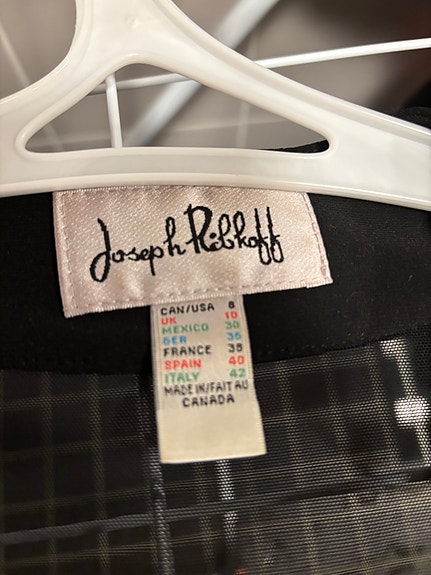 Joseph Ribkoff
CAN/USA 8
UK 10
MEXICO 30
GER 36
FRANCE 38
SPAIN 40
ITALY 42
MADE IN/FAIT AU
CANADA